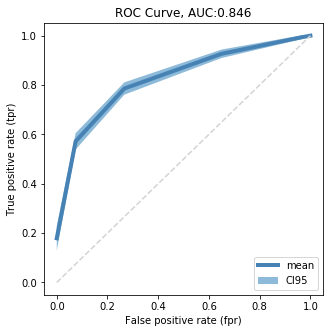 ROC Curve, AUC:0.846
True positive rate (tpr)
1.0
0.8
0.6
0.4
0.2
0.0
0.0 0.2 0.4 0.6 0.8 1.0
False positive rate (fpr)
mean
CI95